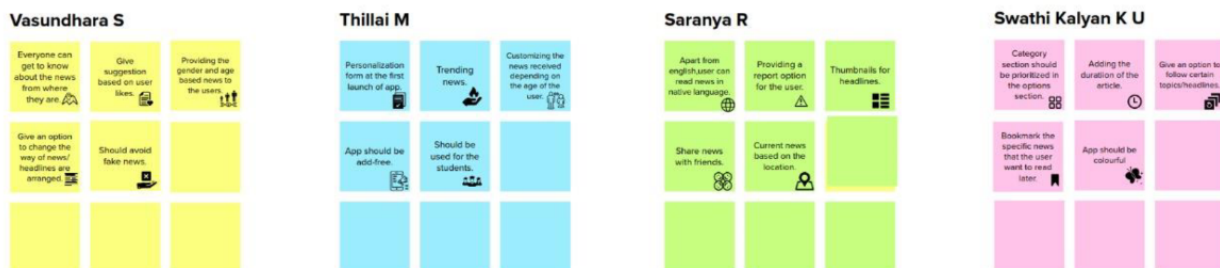 Vasundhara S
Everyone can
get to know
about the news
from where
they are.
Give
suggestion
based on user
likes.
Providing the
gender and age
based news to
the users.
Give an option
to change the
way of news/
headlines are
arranged.
Should avoid
fake news.
Thillai M
Personalization
form at the first
launch of app.
Trending
news.
Customizing the
news received
depending on
the age of the
user.
App should be
add-free.
Should be
used for the
students.
Saranya R
Apart from
english,user can
read news in
native language.
Providing a
report option
for the user.
Thumbnails for
headlines.
Share news
with friends.
Current news
based on the
location.
Swathi Kalyan K U
Category
section should
be prioritized in
the options
section.
Adding the
duration of the
article.
Give an option to
follow certain
topics/headlines.
Bookmark the
specific news
that the user
want to read
later.
App should be
colourful